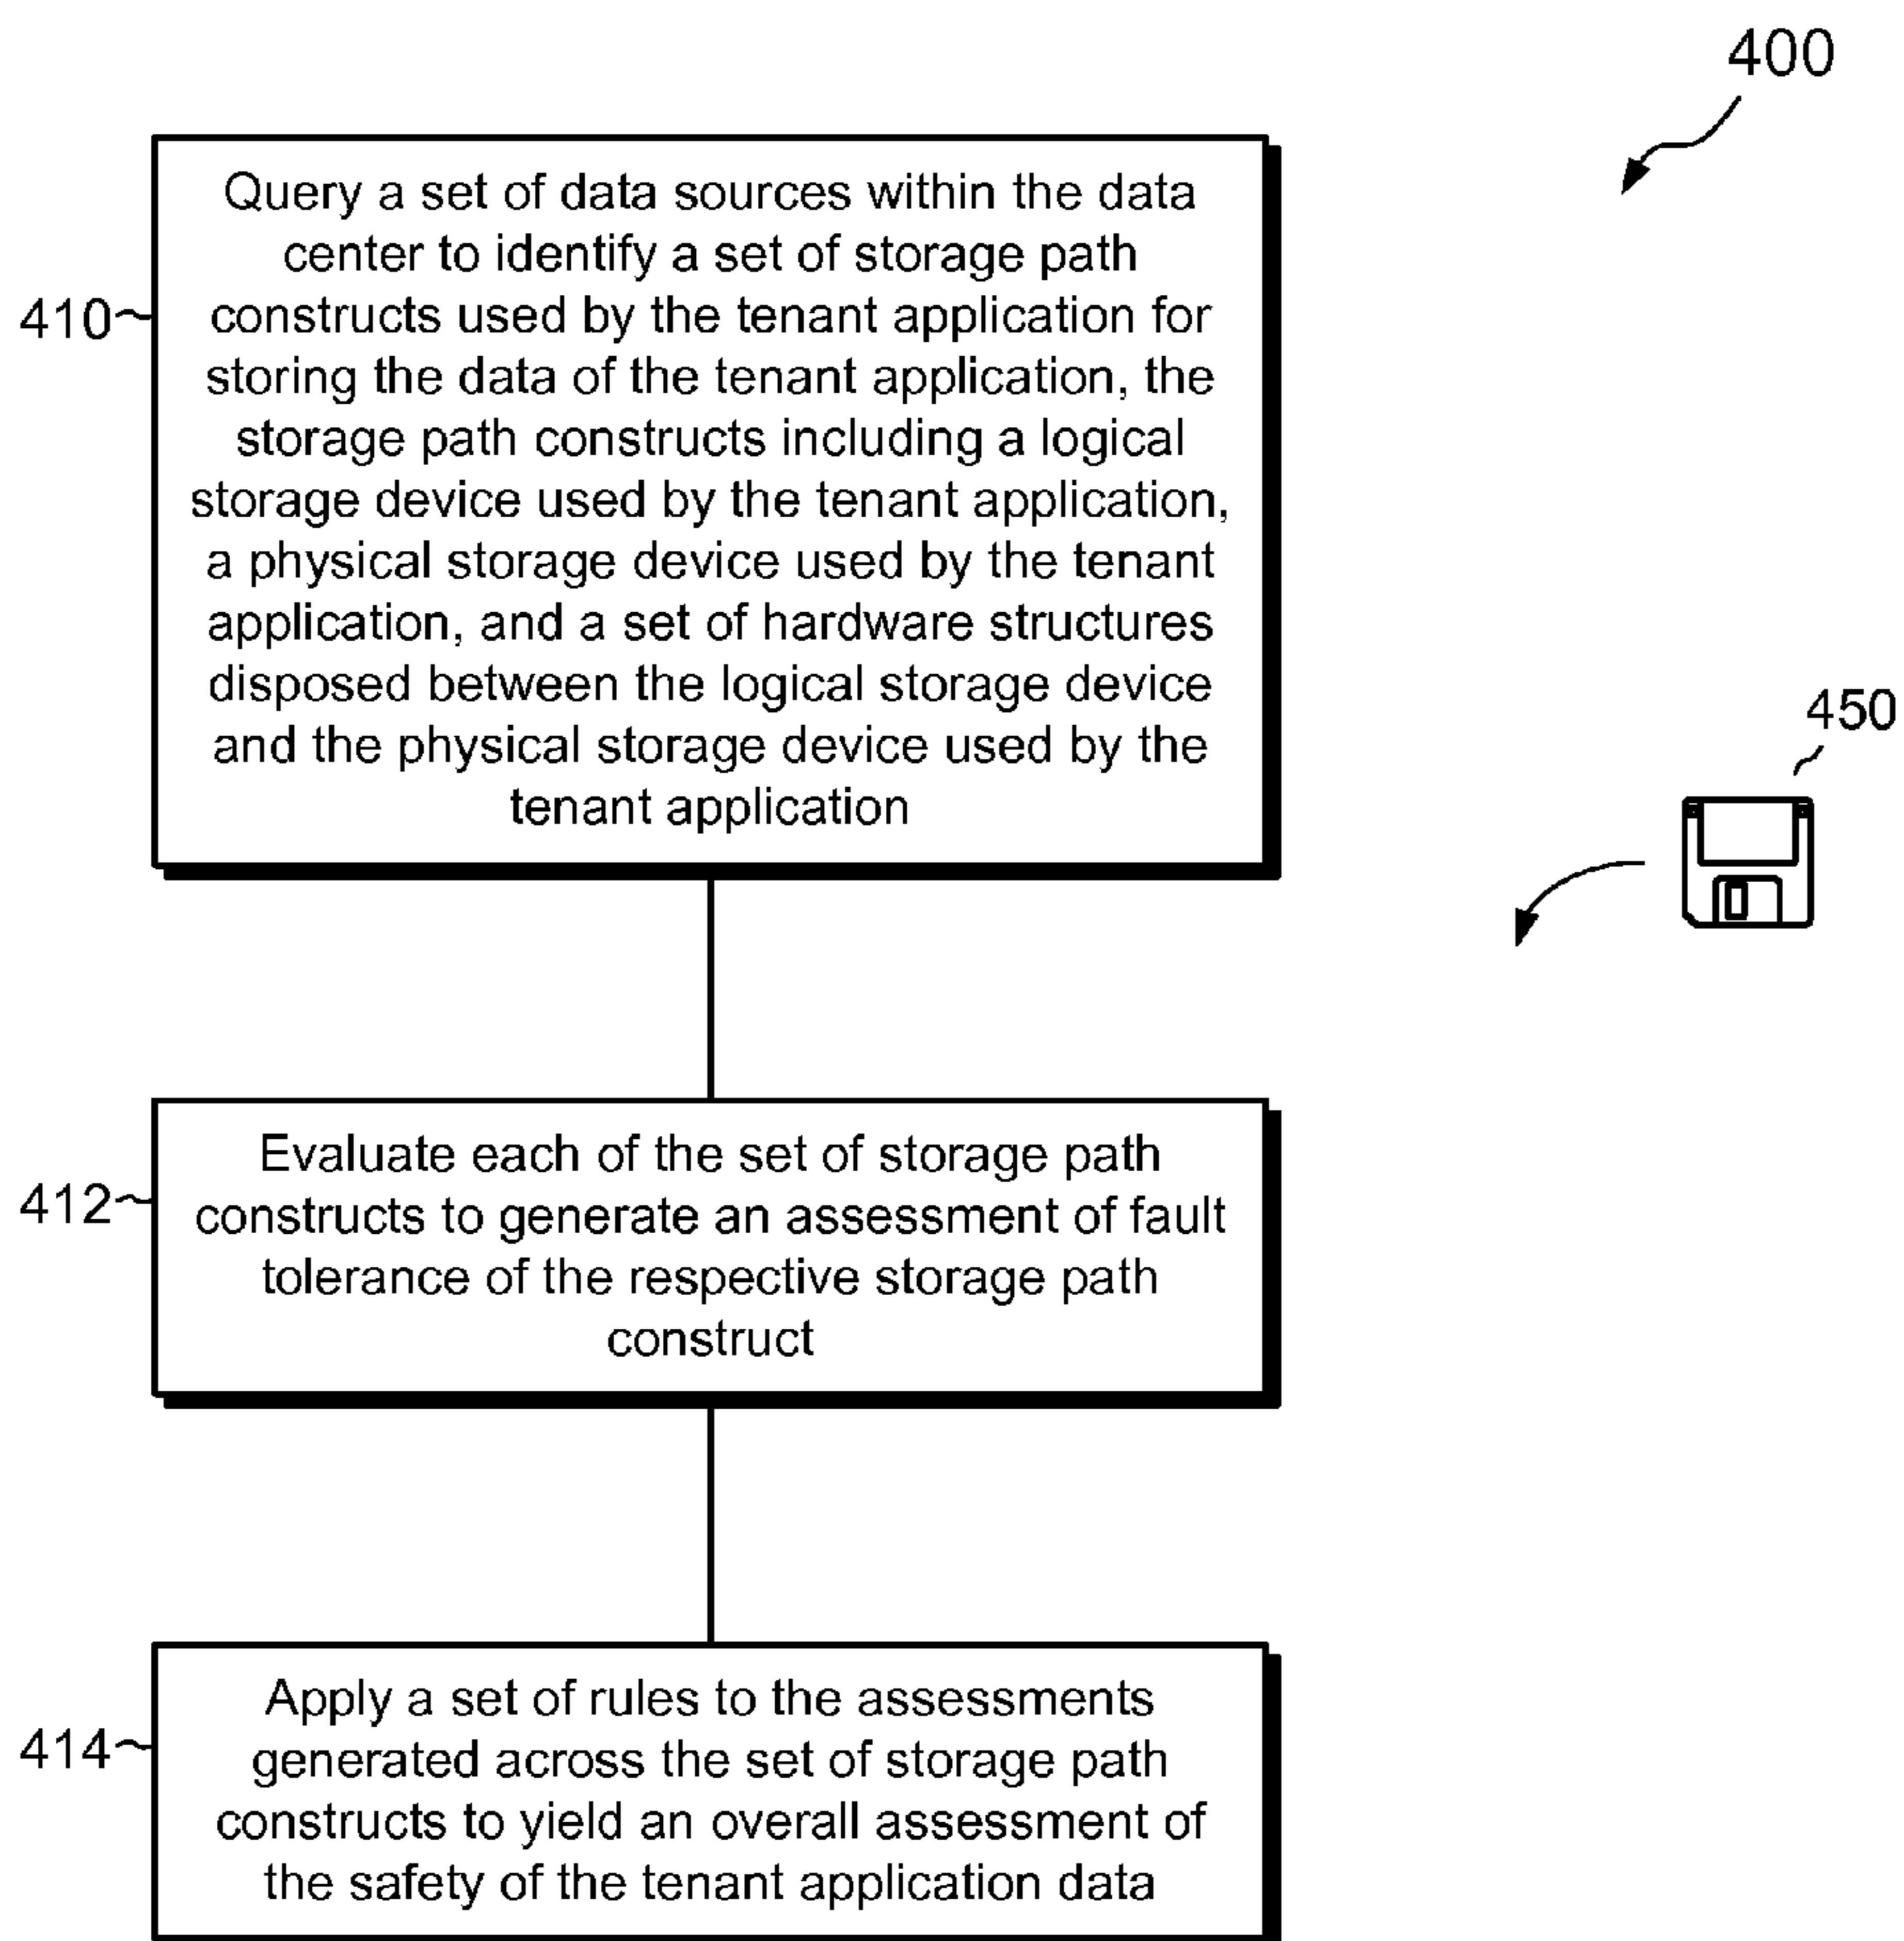 400
410
Query a set of data sources within the data
center to identify a set of storage path
constructs used by the tenant application for
storing the data of the tenant application, the
storage path constructs including a logical
storage device used by the tenant application,
a physical storage device used by the tenant
application, and a set of hardware structures
disposed between the logical storage device
and the physical storage device used by the
tenant application
450
412
Evaluate each of the set of storage path
constructs to generate an assessment of fault
tolerance of the respective storage path
construct
414
Apply a set of rules to the assessments
generated across the set of storage path
constructs to yield an overall assessment of
the safety of the tenant application data